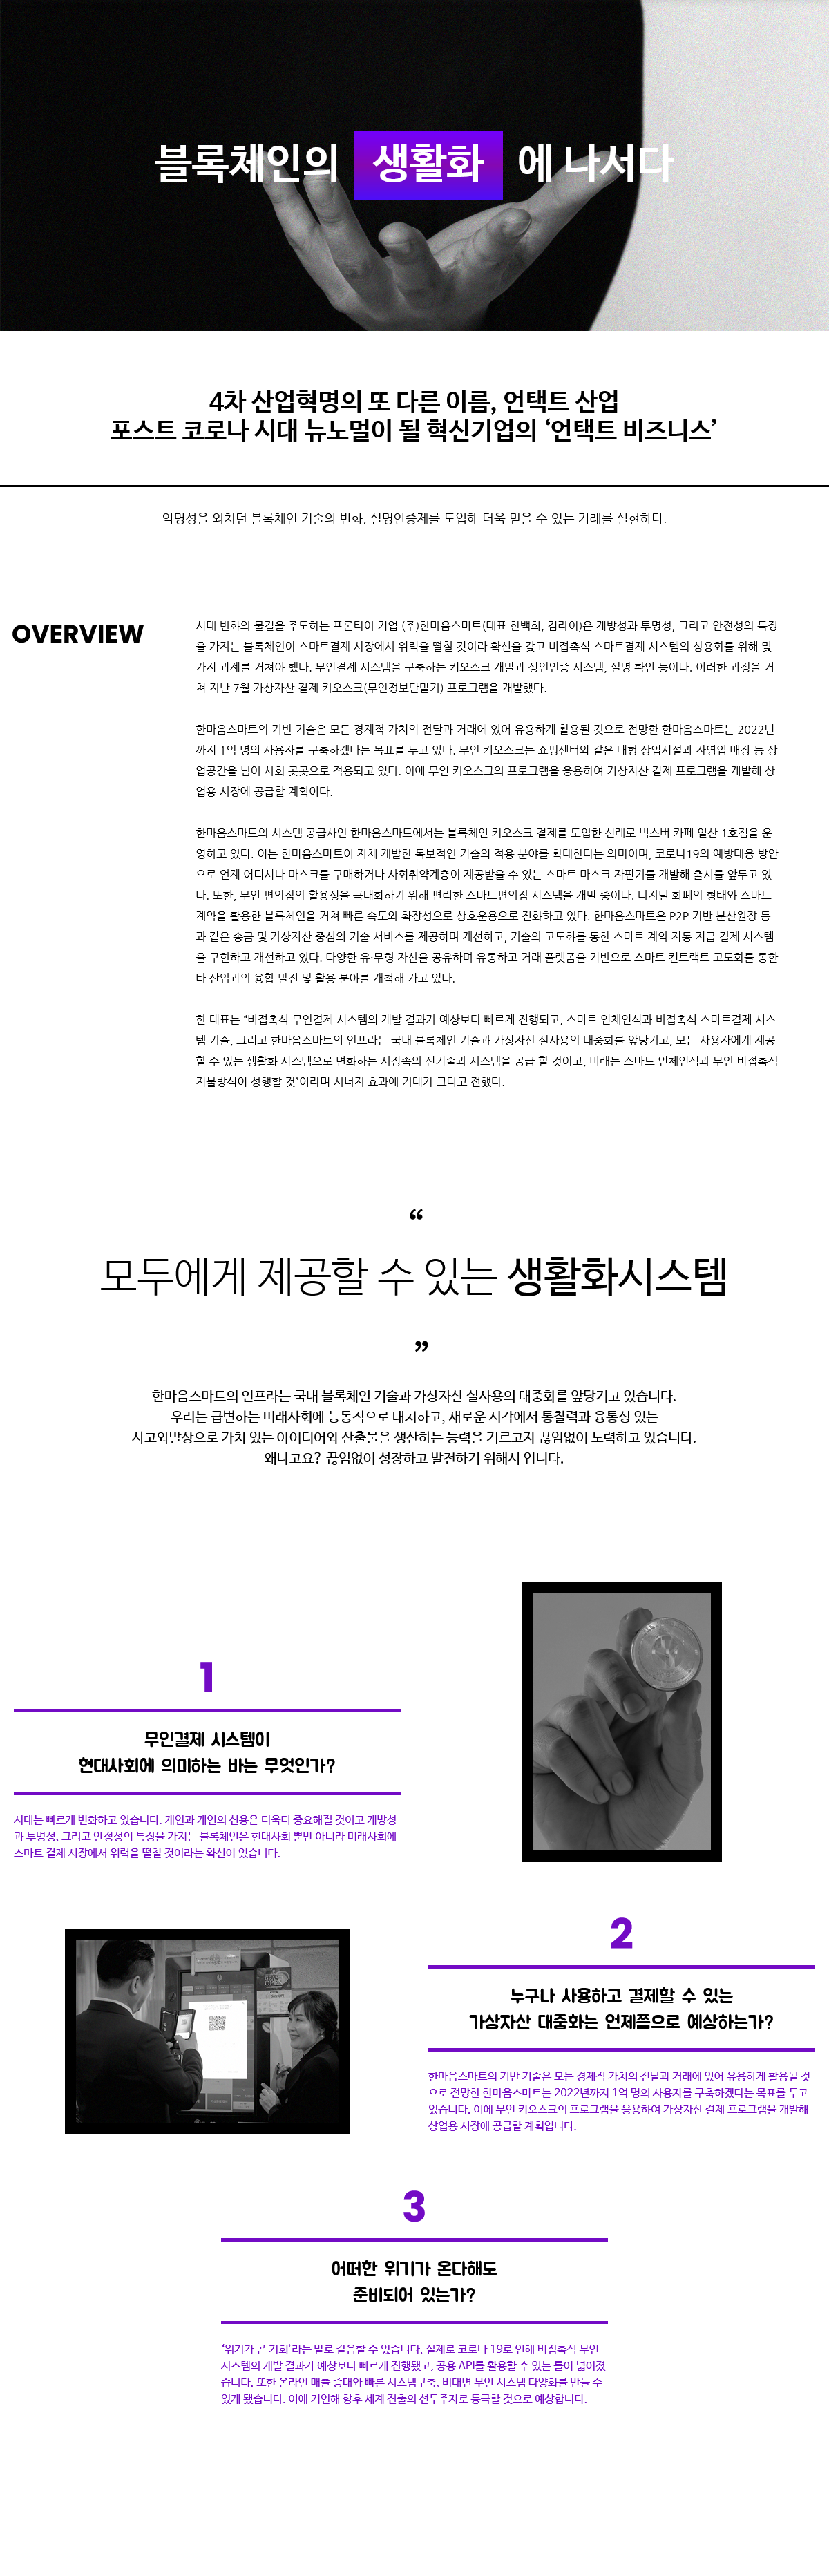 블록체인의 생활화 에 나서다
4차 산업혁명의 또 다른 이름, 언택트 산업
포스트 코로나 시대 뉴노멀이 될 혁신기업의 ‘언택트 비즈니스’
익명성을 외치던 블록체인 기술의 변화, 실명인증제를 도입해 더욱 믿을 수 있는 거래를 실현하다.
OVERVIEW
시대 변화의 물결을 주도하는 프론티어 기업 (주)한마음스마트(대표 한백희, 김라이)은 개방성과 투명성, 그리고 안전성의 특징
을 가지는 블록체인이 스마트결제 시장에서 위력을 떨칠 것이라 확신을 갖고 비접촉식 스마트결제 시스템의 상용화를 위해 몇
가지 과제를 거쳐야 했다. 무인결제 시스템을 구축하는 키오스크 개발과 성인인증 시스템, 실명 확인 등이다. 이러한 과정을 거
쳐 지난 7월 가상자산 결제 키오스크(무인정보단말기) 프로그램을 개발했다.
한마음스마트의 기반 기술은 모든 경제적 가치의 전달과 거래에 있어 유용하게 활용될 것으로 전망한 한마음스마트는 2022년
까지 1억 명의 사용자를 구축하겠다는 목표를 두고 있다. 무인 키오스크는 쇼핑센터와 같은 대형 상업시설과 자영업 매장 등 상
업공간을 넘어 사회 곳곳으로 적용되고 있다. 이에 무인 키오스크의 프로그램을 응용하여 가상자산 결제 프로그램을 개발해 상
업용 시장에 공급할 계획이다.
한마음스마트의 시스템 공급사인 한마음스마트에서는 블록체인 키오스크 결제를 도입한 선례로 빅스버 카페 일산 1호점을 운
영하고 있다. 이는 한마음스마트이 자체 개발한 독보적인 기술의 적용 분야를 확대한다는 의미이며, 코로나19의 예방대응 방안
으로 언제 어디서나 마스크를 구매하거나 사회취약계층이 제공받을 수 있는 스마트 마스크 자판기를 개발해 출시를 앞두고 있
다. 또한, 무인 편의점의 활용성을 극대화하기 위해 편리한 스마트편의점 시스템을 개발 중이다. 디지털 화폐의 형태와 스마트
계약을 활용한 블록체인을 거쳐 빠른 속도와 확장성으로 상호운용으로 진화하고 있다. 한마음스마트은 P2P 기반 분산원장 등
과 같은 송금 및 가상자산 중심의 기술 서비스를 제공하며 개선하고, 기술의 고도화를 통한 스마트 계약 자동 지급 결제 시스템
을 구현하고 개선하고 있다. 다양한 유·무형 자산을 공유하며 유통하고 거래 플랫폼을 기반으로 스마트 컨트랙트 고도화를 통한
타 산업과의 융합 발전 및 활용 분야를 개척해 가고 있다.
한 대표는 “비접촉식 무인결제 시스템의 개발 결과가 예상보다 빠르게 진행되고, 스마트 인체인식과 비접촉식 스마트결제 시스
템 기술, 그리고 한마음스마트의 인프라는 국내 블록체인 기술과 가상자산 실사용의 대중화를 앞당기고, 모든 사용자에게 제공
할 수 있는 생활화 시스템으로 변화하는 시장속의 신기술과 시스템을 공급 할 것이고, 미래는 스마트 인체인식과 무인 비접촉식
지불방식이 성행할 것”이라며 시너지 효과에 기대가 크다고 전했다.
“
모두에게 제공할 수 있는 생활화시스템
”
한마음스마트의 인프라는 국내 블록체인 기술과 가상자산 실사용의 대중화를 앞당기고 있습니다.
우리는 급변하는 미래사회에 능동적으로 대처하고, 새로운 시각에서 통찰력과 융통성 있는
사고와발상으로 가치 있는 아이디어와 산출물을 생산하는 능력을 기르고자 끊임없이 노력하고 있습니다.
왜냐고요? 끊임없이 성장하고 발전하기 위해서 입니다.
1
무인결제 시스템이
현대사회에 의미하는 바는 무엇인가?
시대는 빠르게 변화하고 있습니다. 개인과 개인의 신용은 더욱더 중요해질 것이고 개방성
과 투명성, 그리고 안정성의 특징을 가지는 블록체인은 현대사회 뿐만 아니라 미래사회에
스마트 결제 시장에서 위력을 떨칠 것이라는 확신이 있습니다.
2
누구나 사용하고 결제할 수 있는
가상자산 대중화는 언제쯤으로 예상하는가?
한마음스마트의 기반 기술은 모든 경제적 가치의 전달과 거래에 있어 유용하게 활용될 것
으로 전망한 한마음스마트는 2022년까지 1억 명의 사용자를 구축하겠다는 목표를 두고
있습니다. 이에 무인 키오스크의 프로그램을 응용하여 가상자산 결제 프로그램을 개발해
상업용 시장에 공급할 계획입니다.
3
어떠한 위기가 온다해도
준비되어 있는가?
‘위기가 곧 기회’라는 말로 갈음할 수 있습니다. 실제로 코로나 19로 인해 비접촉식 무인
시스템의 개발 결과가 예상보다 빠르게 진행됐고, 공용 API를 활용할 수 있는 틀이 넓어졌
습니다. 또한 온라인 매출 증대와 빠른 시스템구축, 비대면 무인 시스템 다양화를 만들 수
있게 됐습니다. 이에 기인해 향후 세계 진출의 선두주자로 등극할 것으로 예상합니다.